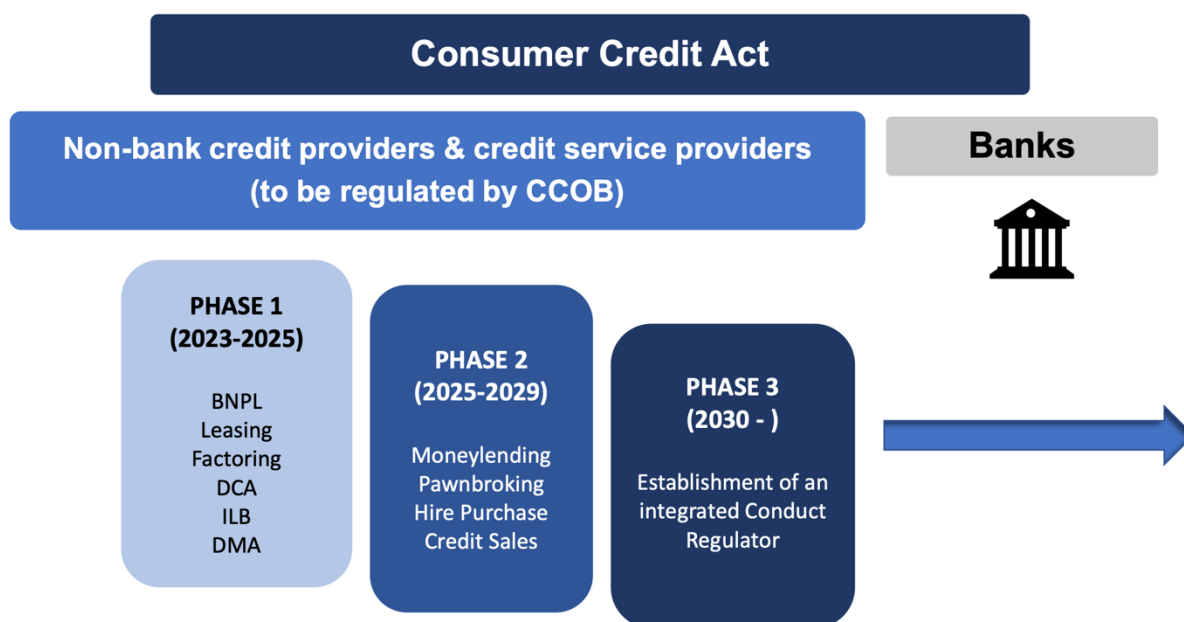 Consumer Credit Act
Non-bank credit providers & credit service providers
(to be regulated by CCOB)
Banks
PHASE 1
(2023-2025)
BNPL
Leasing
Factoring
DCA
ILB
DMA
PHASE 2
(2025-2029)
Moneylending
Pawnbroking
Hire Purchase
Credit Sales
PHASE 3
(2030 - )
Establishment of an
integrated Conduct
Regulator